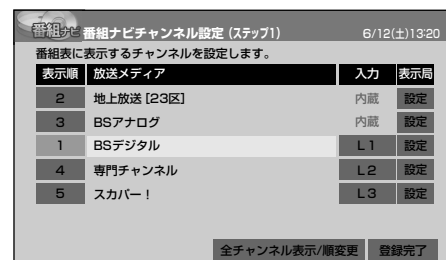 番組ナビ 番組ナビチャンネル設定 (ステップ1) 6/12(土)13:20
番組表に表示するチャンネルを設定します。
表示順 放送メディア 入力 表示局
2 地上放送 [23区] 内蔵 設定
3 BSアナログ 内蔵 設定
1 BSデジタル L1 設定
4 専門チャンネル L2 設定
5 スカパー! L3 設定
全チャンネル表示/順変更 登録完了